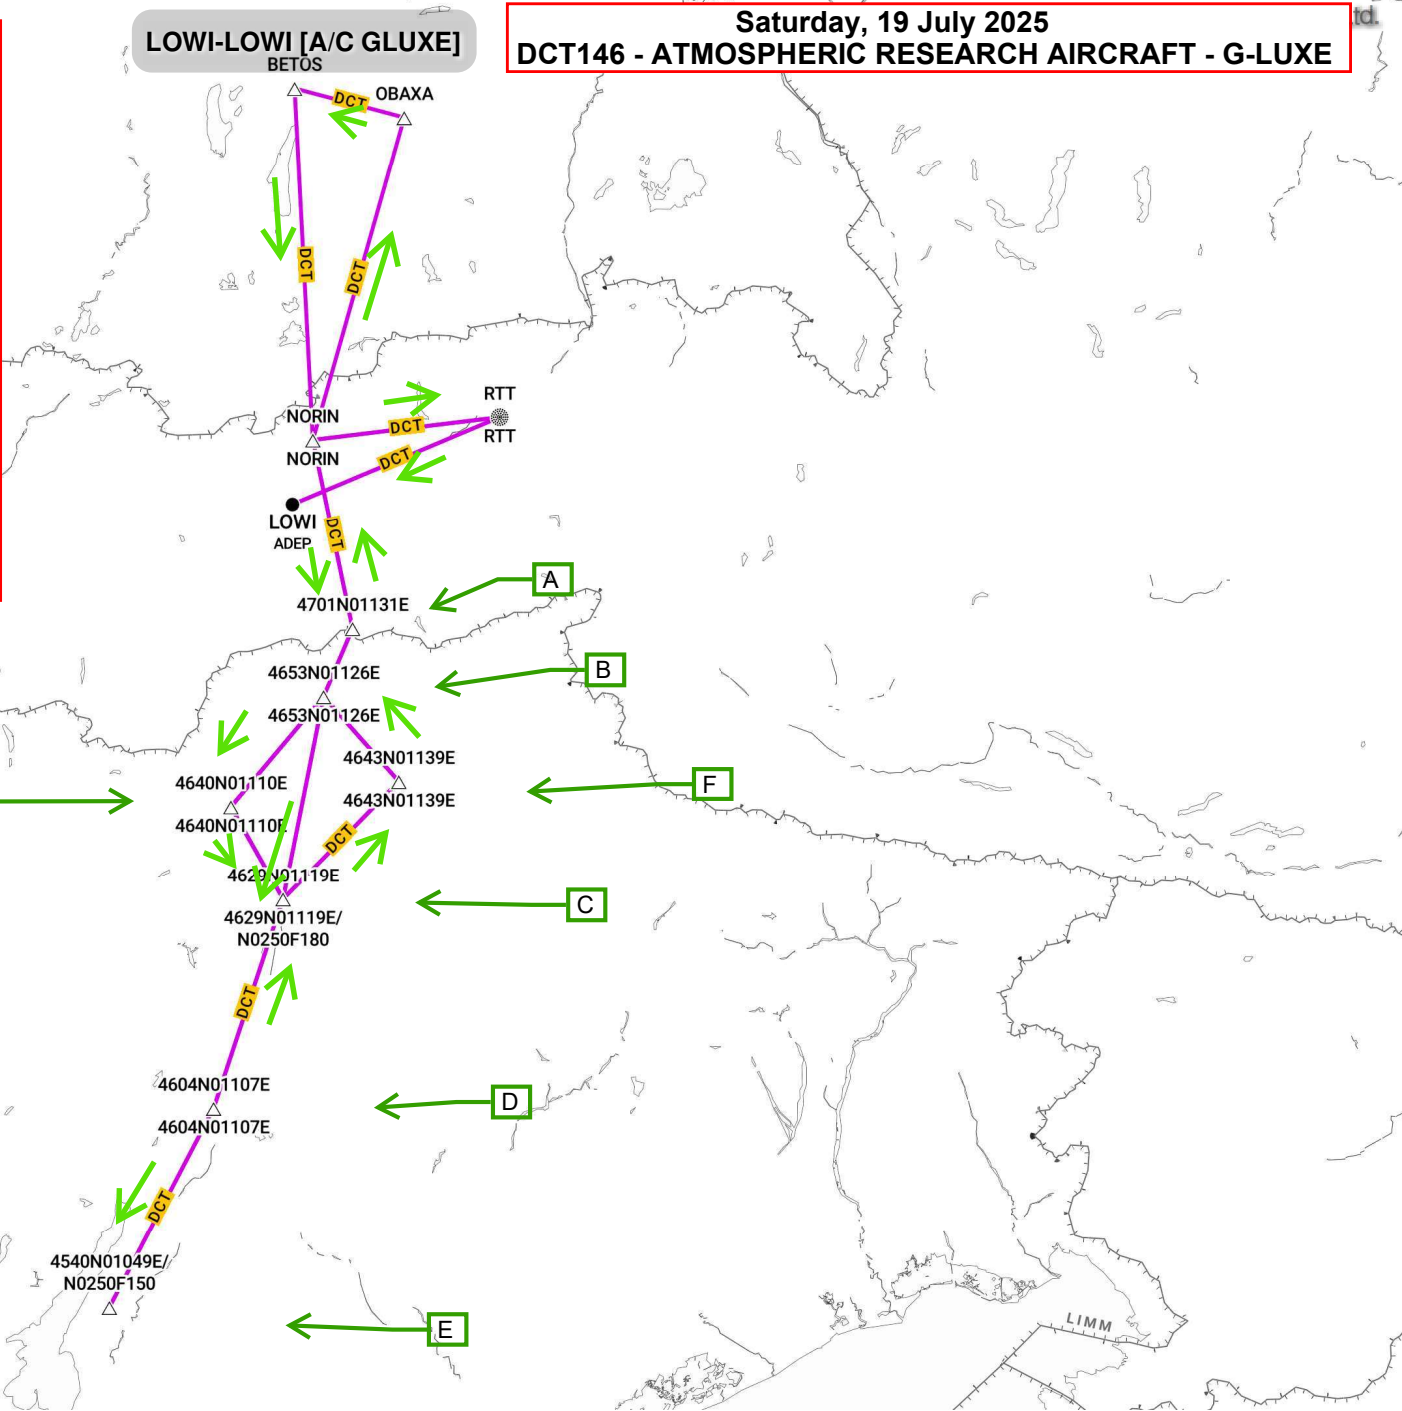 LOWI-LOWI [A/C GLUXE]
Saturday, 19 July 2025
DCT146 - ATMOSPHERIC RESEARCH AIRCRAFT - G-LUXE
td.
BETOS
DCT
OBAXA
DCT
DCT
RTT
NORIN
DCT
RTT
NORIN
DCT
LOWI
ADEP
DCT
A
4701N01131E
B
4653N01126E
4653N01126E
4643N01139E
4640N01110E
F
4643N01139E
4640N01110E
DCT
4629N01119E
C
4629N01119E/
N0250F180
DCT
4604N01107E
D
4604N01107E
DCT
4540N01049E/
N0250F150
E
LIMM